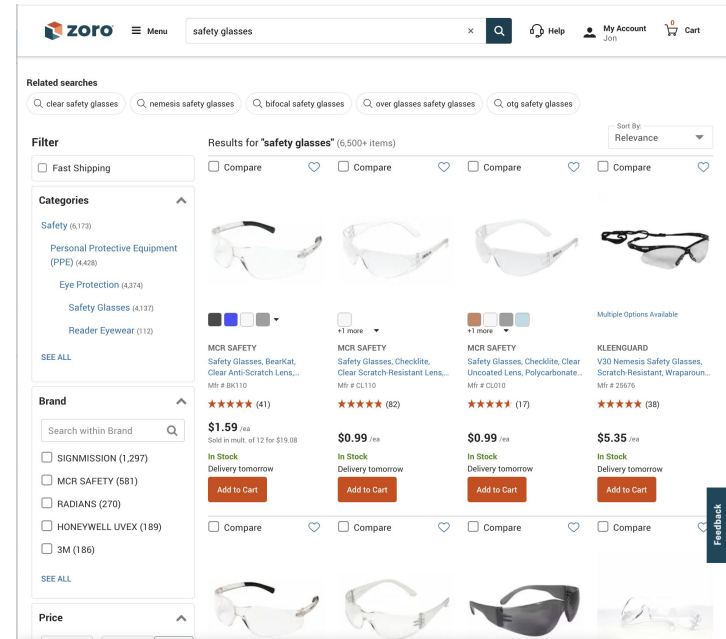 zoro
Menu
safety glasses
×
Help
My Account
Jon
0
Cart
Related searches
clear safety glasses
nemesis safety glasses
bifocal safety glasses
over glasses safety glasses
otg safety glasses
Filter
Results for "safety glasses" (6,500+ items)
Sort By:
Relevance
Fast Shipping
Categories
Safety (6,173)
Personal Protective Equipment
(PPE) (4,428)
Eye Protection (4,374)
Safety Glasses (4,137)
Reader Eyewear (112)
SEE ALL
Brand
Search within Brand
SIGNMISSION (1,297)
MCR SAFETY (581)
RADIANS (270)
HONEYWELL UVEX (189)
3M (186)
SEE ALL
Price
Compare
MCR SAFETY
Safety Glasses, BearKat,
Clear Anti-Scratch Lens,...
Mfr # BK110
(41)
$1.59 /ea
Sold in mult. of 12 for $19.08
In Stock
Delivery tomorrow
Add to Cart
Compare
+1 more
MCR SAFETY
Safety Glasses, Checklite,
Clear Scratch-Resistant Lens,...
Mfr # CL110
(82)
$0.99 /ea
In Stock
Delivery tomorrow
Add to Cart
Compare
+1 more
MCR SAFETY
Safety Glasses, Checklite, Clear
Uncoated Lens, Polycarbonate...
Mfr # CL010
(17)
$0.99 /ea
In Stock
Delivery tomorrow
Add to Cart
Compare
Multiple Options Available
KLEENGUARD
V30 Nemesis Safety Glasses,
Scratch-Resistant, Wraparoun...
Mfr # 25676
(38)
$5.35 /ea
In Stock
Delivery tomorrow
Add to Cart
Compare
Compare
Compare
Compare
Feedback